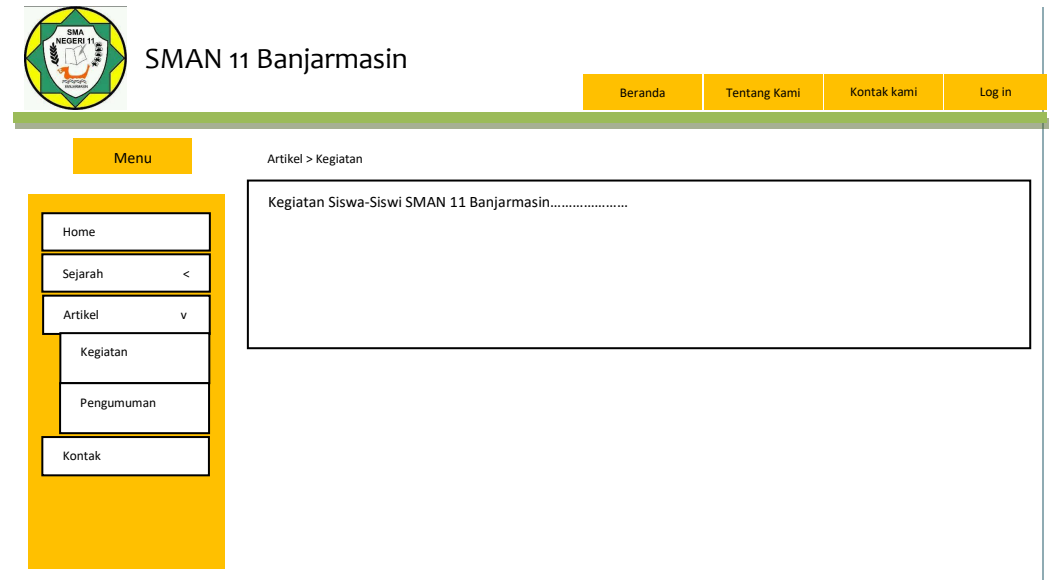 SMA
NEGERI 11
BANJARMASIN
SMAN 11 Banjarmasin
Beranda
Tentang Kami
Kontak kami
Log in
Menu
Artikel > Kegiatan
Kegiatan Siswa-Siswi SMAN 11 Banjarmasin…………………
Home
Sejarah <
Artikel v
Kegiatan
Pengumuman
Kontak